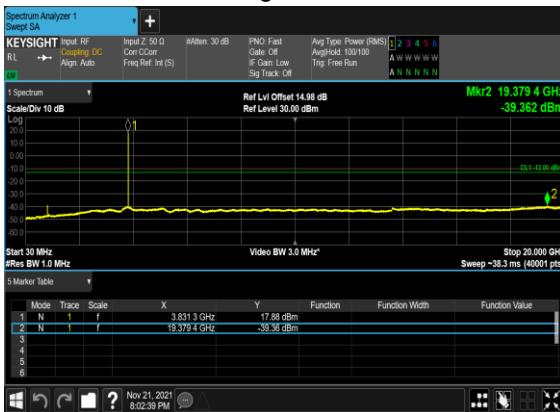 Spectrum Analyzer 1
Swept SA
KEYSIGHT Input: RF Input Z: 50 Ω #Atten: 30 dB PNO: Fast Avg Type: Power (RMS) 1 2 3 4 5 6
RL Coupling: DC Corr CCorr Gate: Off Avg|Hold: 100/100 A W W W W W
Align: Auto Freq Ref: Int (S) IF Gain: Low Trig: Free Run
LV Sig Track: Off A N N N N N
1 Spectrum Ref Lvl Offset 14.98 dB Mkr2 19.379 4 GHz
Scale/Div 10 dB Ref Level 30.00 dBm -39.362 dBm
Log
1
20.0
10.0
0.00
-10.0 DL1 -13.00 dBm
-20.0
-30.0
2
-40.0
-50.0
-60.0
Start 30 MHz Video BW 3.0 MHz* Stop 20.000 GH
#Res BW 1.0 MHz Sweep ~38.3 ms (40001 pts
5 Marker Table
Mode Trace Scale X Y Function Function Width Function Value
1 N 1 f 3.831 3 GHz 17.88 dBm
2 N 1 f 19.379 4 GHz -39.36 dBm
3
4
5
6
? Nov 21, 2021
8:02:39 PM